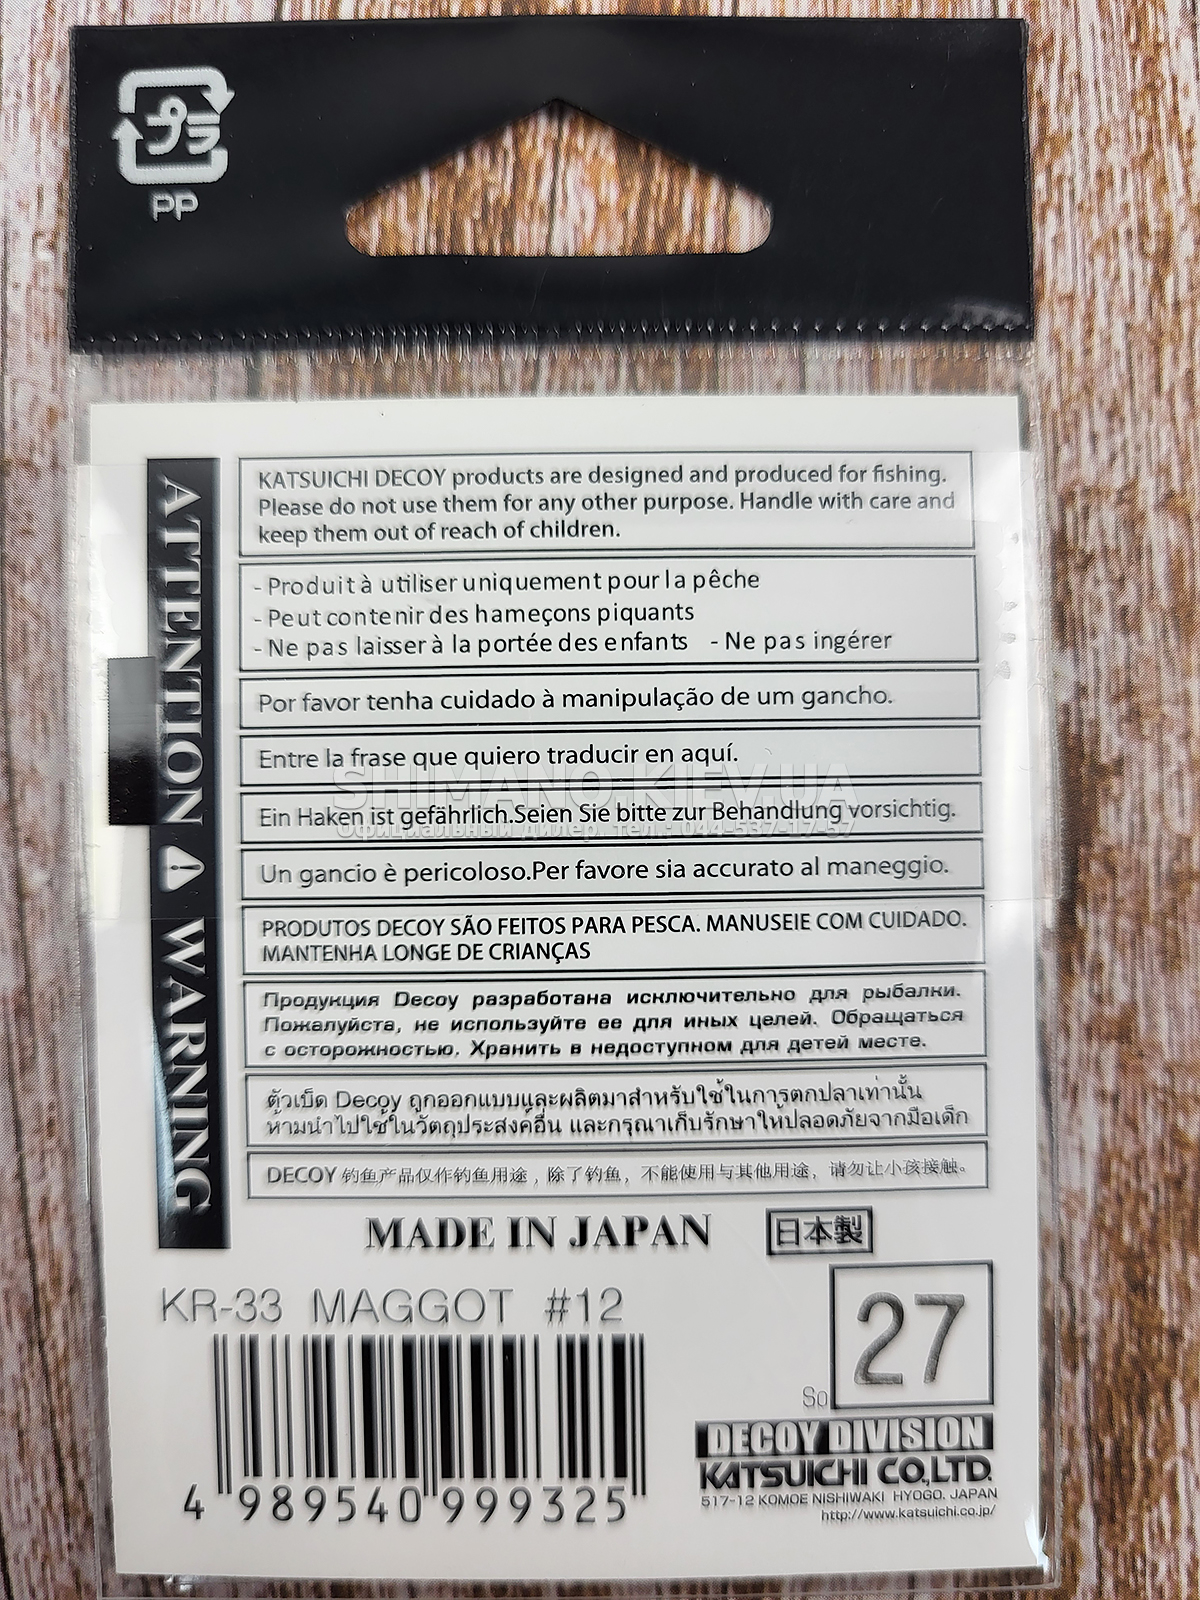 プラ
PP
ATTENTION WARNING
KATSUICHI DECOY products are designed and produced for fishing.
Please do not use them for any other purpose. Handle with care and
keep them out of reach of children.
- Produit à utiliser uniquement pour la pêche
- Peut contenir des hameçons piquants
- Ne pas laisser à la portée des enfants - Ne pas ingérer
Por favor tenha cuidado à manipulação de um gancho.
Entre la frase que quiero traducir en aquí.
SHIMANO.KIEV.UA
Ein Haken ist gefährlich.Seien Sie bitte zur Behandlung vorsichtig.
Официальный дилер. тел.: 044-537-17-57
Un gancio è pericoloso.Per favore sia accurato al maneggio.
PRODUTOS DECOY SÃO FEITOS PARA PESCA. MANUSEIE COM CUIDADO.
MANTENHA LONGE DE CRIANÇAS
Продукция Decoy разработана исключительно для рыбалки.
Пожалуйста, не используйте ее для иных целей. Обращаться
с осторожностью. Хранить в недоступном для детей месте.
ตัวเบ็ด Decoy ถูกออกแบบและผลิตมาสำหรับใช้ในการตกปลาเท่านั้น
ห้ามนำไปใช้ในวัตถุประสงค์อื่น และกรุณาเก็บรักษาให้ปลอดภัยจากมือเด็ก
DECOY 钓鱼产品仅作钓鱼用途，除了钓鱼，不能使用与其他用途，请勿让小孩接触。
MADE IN JAPAN 日本製
KR-33 MAGGOT #12
27
So
DECOY DIVISION
KATSUICHI CO.,LTD.
517-12 KOMOE NISHIWAKI HYOGO. JAPAN
http://www.katsuichi.co.jp/
4 989540 999325